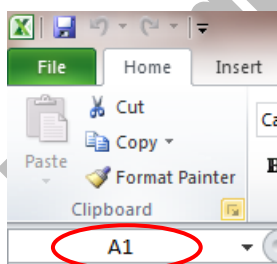 File Home Insert
Cut
Copy
Paste
Format Painter
Clipboard
A1